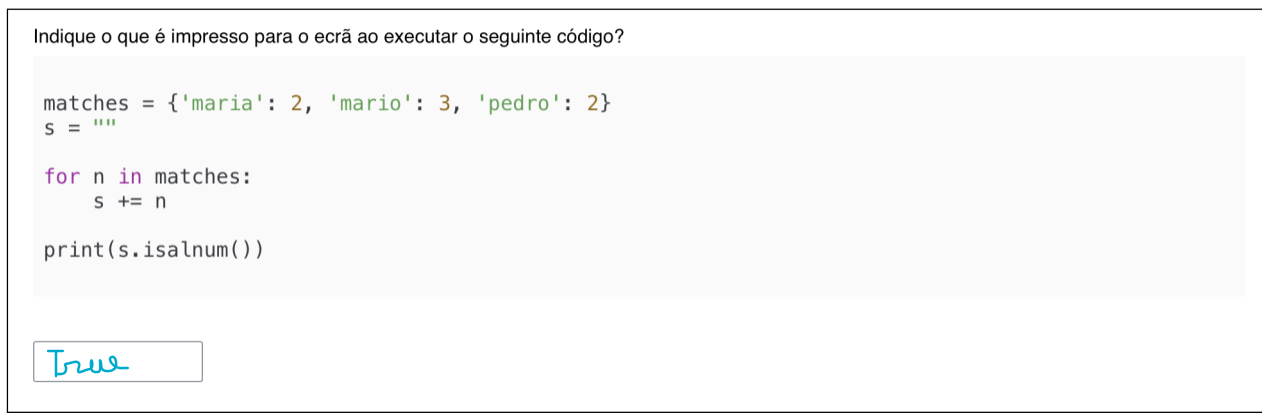 Indique o que é impresso para o ecrã ao executar o seguinte código?
matches = {'maria': 2, 'mario': 3, 'pedro': 2}
s = ""
for n in matches:
    s += n
print(s.isalnum())
True